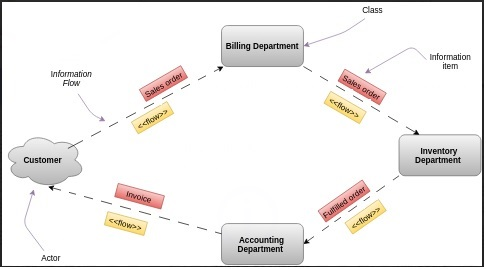 Class
Billing Department
Information
item
Information
Flow
Sales order
<<flow>>
Sales order
<<flow>>
Customer
Inventory
Department
Invoice
<<flow>>
Fulfilled order
<<flow>>
Accounting
Department
Actor